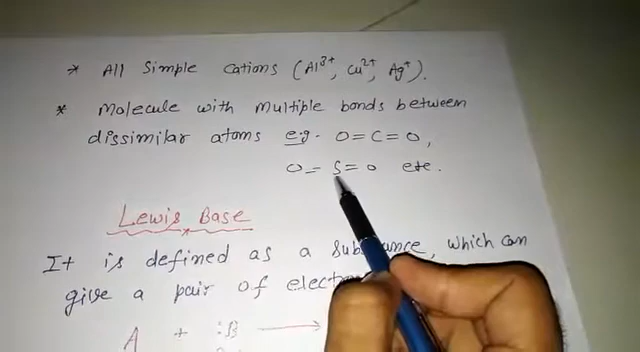 * All Simple Cations (Al³⁺, Cu²⁺, Ag⁺).
* Molecule with multiple bonds between
dissimilar atoms e.g. O=C=O,
O=S=O etc.
Lewis Base
It is defined as a substance, which can
give a pair of
A + :B ⟶